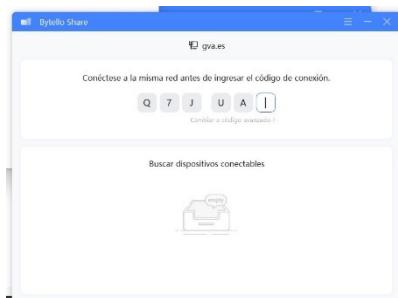 Bytello Share
gva.es
Conéctese a la misma red antes de ingresar el código de conexión.
Q 7 J U A
Cambiar a código avanzado
Buscar dispositivos conectables